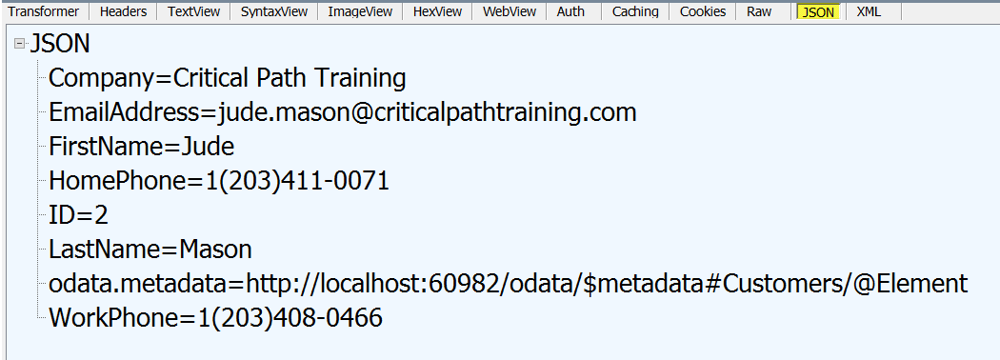 Transformer Headers TextView SyntaxView ImageView HexView WebView Auth Caching Cookies Raw JSON XML
JSON
Company=Critical Path Training
EmailAddress=jude.mason@criticalpathtraining.com
FirstName=Jude
HomePhone=1(203)411-0071
ID=2
LastName=Mason
odata.metadata=http://localhost:60982/odata/$metadata#Customers/@Element
WorkPhone=1(203)408-0466